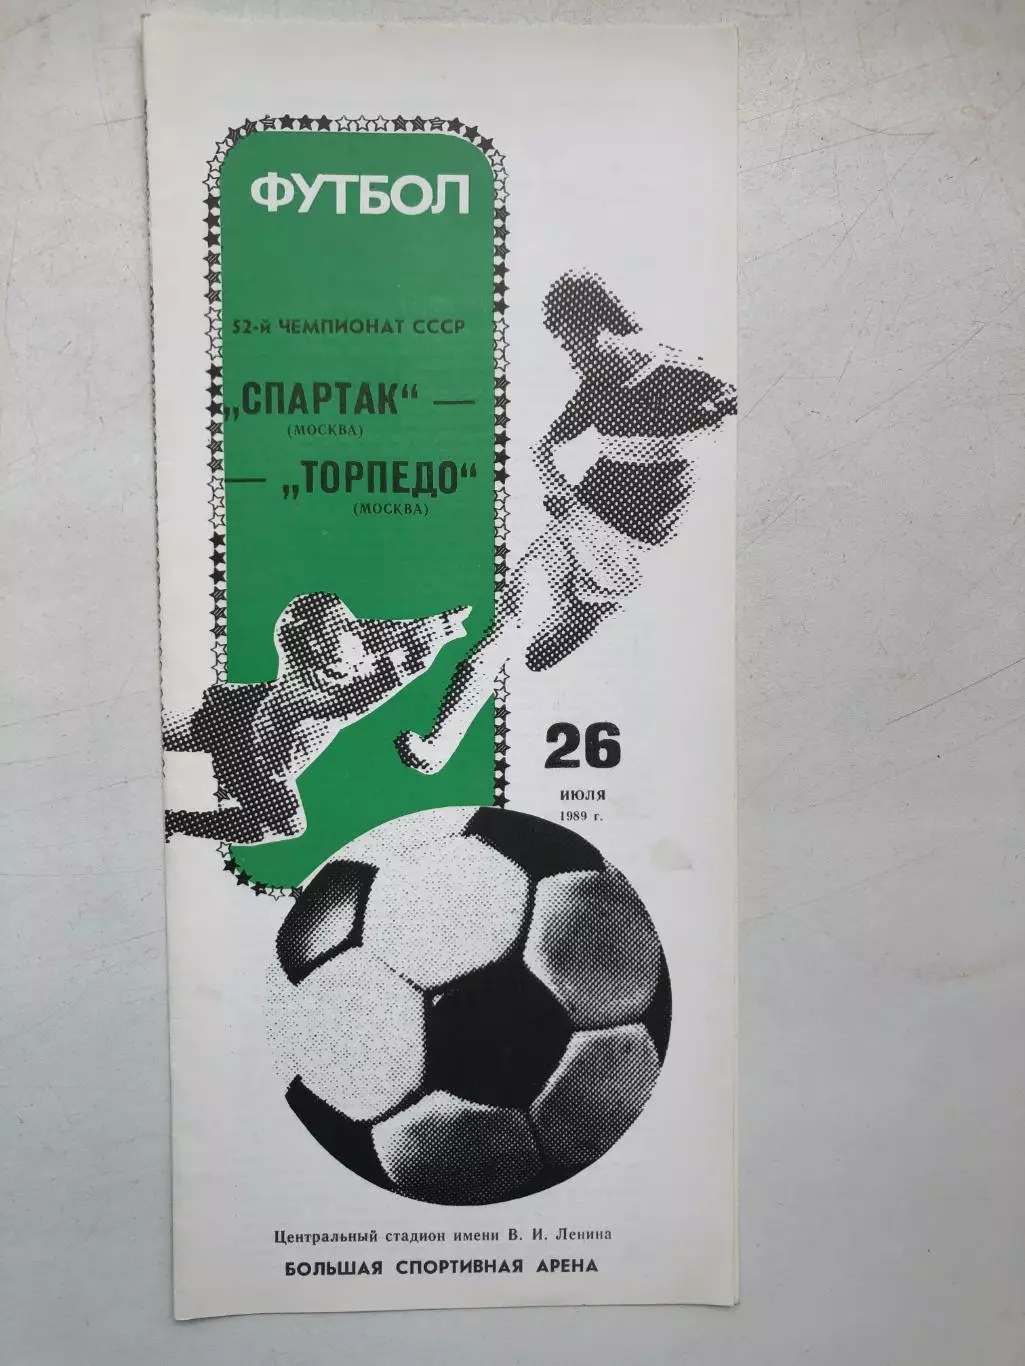 ФУТБОЛ
52-й ЧЕМПИОНАТ СССР
„СПАРТАК“ —
(МОСКВА)
— „ТОРПЕДО“
(МОСКВА)
26
ИЮЛЯ
1989 г.
Центральный стадион имени В. И. Ленина
БОЛЬШАЯ СПОРТИВНАЯ АРЕНА